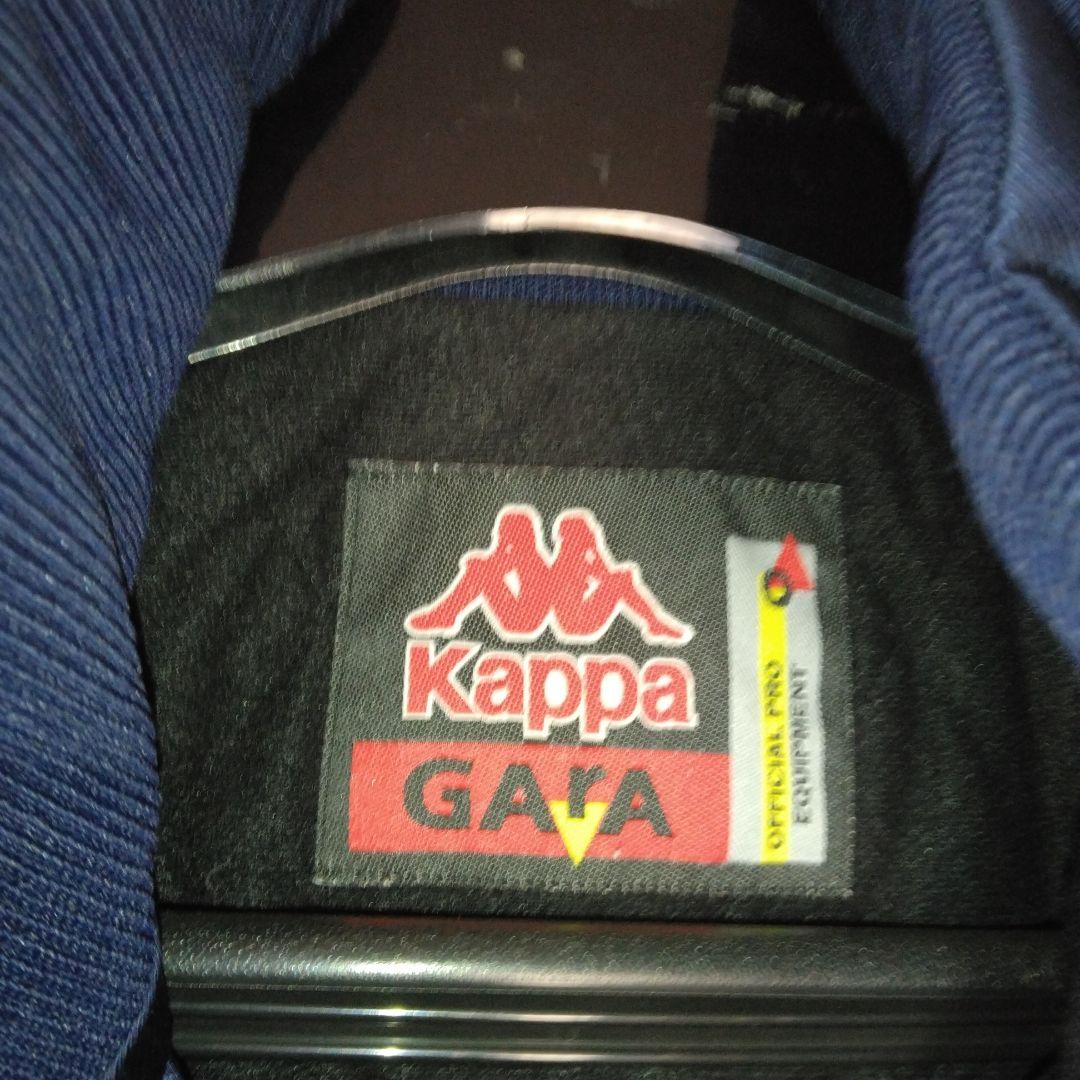 Kappa
GArA
OFFICIAL PRO
EQUIPMENT